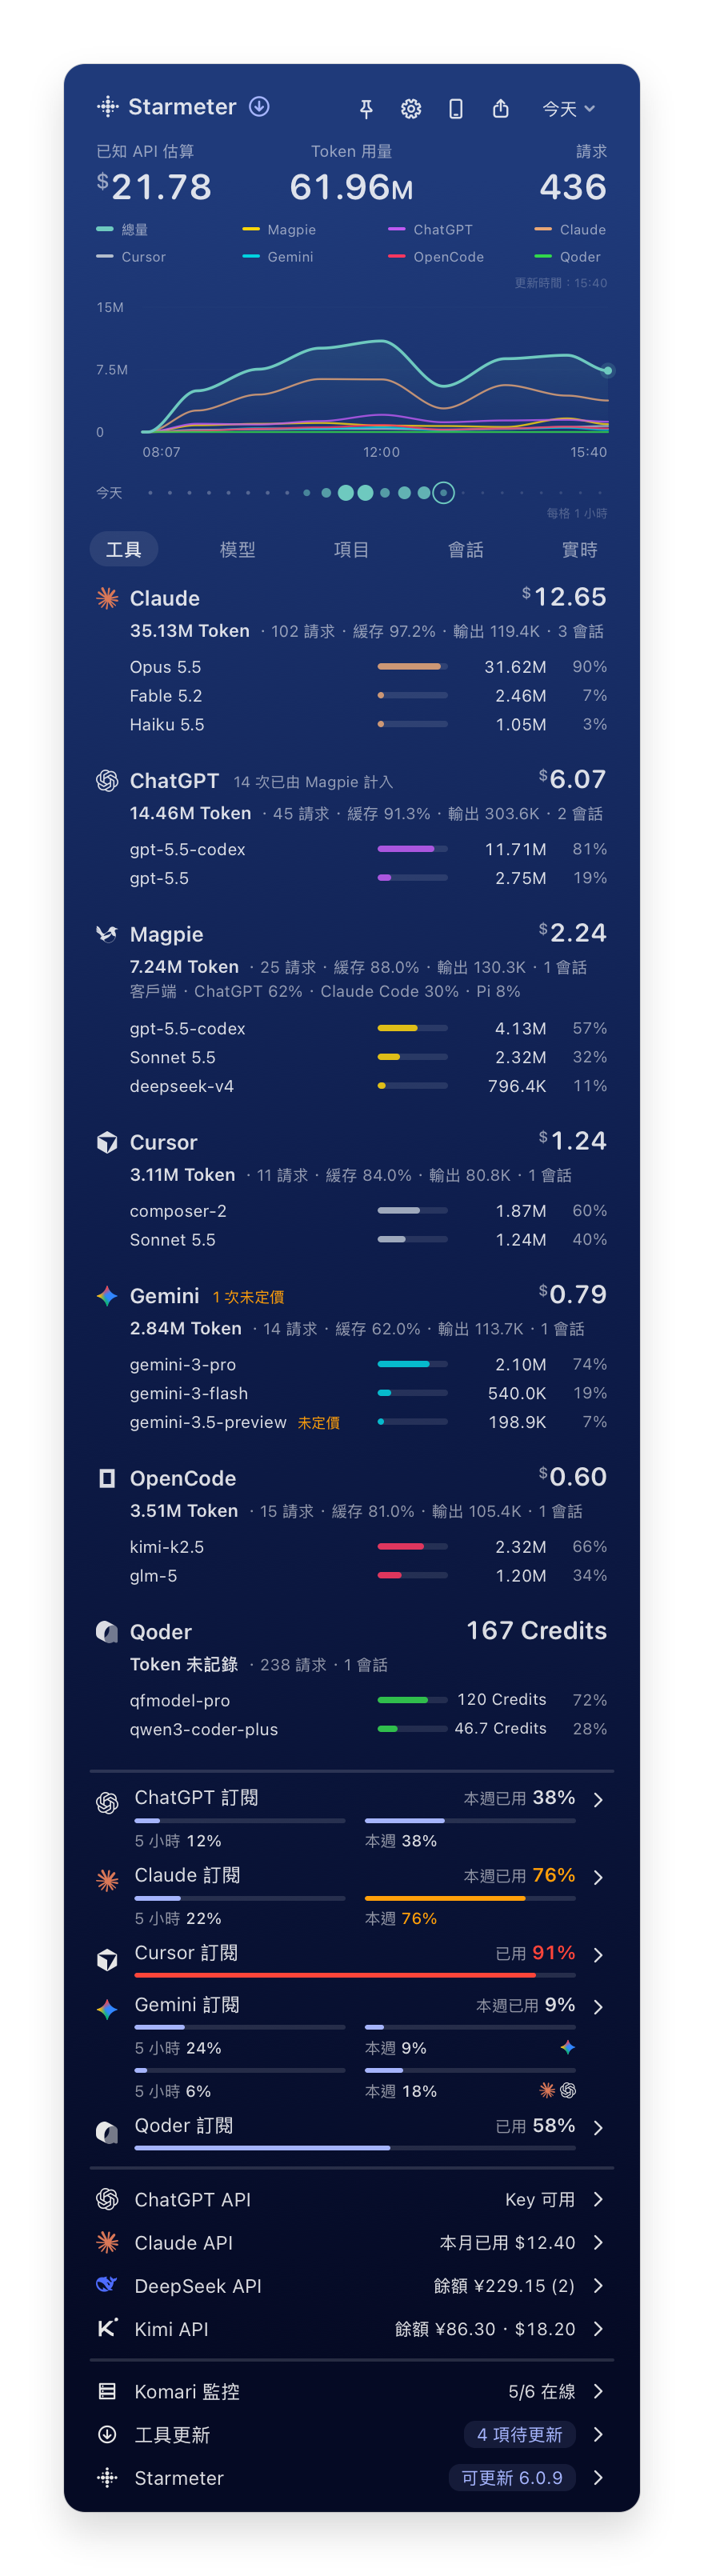 Starmeter 今天
已知 API 估算 Token 用量 請求
$21.78 61.96M 436
總量 Magpie ChatGPT Claude
Cursor Gemini OpenCode Qoder
更新時間：15:40
15M
7.5M
0
08:07 12:00 15:40
今天
每格 1 小時
工具 模型 項目 會話 實時
Claude $12.65
35.13M Token · 102 請求 · 緩存 97.2% · 輸出 119.4K · 3 會話
Opus 5.5 31.62M 90%
Fable 5.2 2.46M 7%
Haiku 5.5 1.05M 3%
ChatGPT 14 次已由 Magpie 計入 $6.07
14.46M Token · 45 請求 · 緩存 91.3% · 輸出 303.6K · 2 會話
gpt-5.5-codex 11.71M 81%
gpt-5.5 2.75M 19%
Magpie $2.24
7.24M Token · 25 請求 · 緩存 88.0% · 輸出 130.3K · 1 會話
客戶端 · ChatGPT 62% · Claude Code 30% · Pi 8%
gpt-5.5-codex 4.13M 57%
Sonnet 5.5 2.32M 32%
deepseek-v4 796.4K 11%
Cursor $1.24
3.11M Token · 11 請求 · 緩存 84.0% · 輸出 80.8K · 1 會話
composer-2 1.87M 60%
Sonnet 5.5 1.24M 40%
Gemini 1 次未定價 $0.79
2.84M Token · 14 請求 · 緩存 62.0% · 輸出 113.7K · 1 會話
gemini-3-pro 2.10M 74%
gemini-3-flash 540.0K 19%
gemini-3.5-preview 未定價 198.9K 7%
OpenCode $0.60
3.51M Token · 15 請求 · 緩存 81.0% · 輸出 105.4K · 1 會話
kimi-k2.5 2.32M 66%
glm-5 1.20M 34%
Qoder 167 Credits
Token 未記錄 · 238 請求 · 1 會話
qfmodel-pro 120 Credits 72%
qwen3-coder-plus 46.7 Credits 28%
ChatGPT 訂閱 本週已用 38%
5 小時 12% 本週 38%
Claude 訂閱 本週已用 76%
5 小時 22% 本週 76%
Cursor 訂閱 已用 91%
Gemini 訂閱 本週已用 9%
5 小時 24% 本週 9%
5 小時 6% 本週 18%
Qoder 訂閱 已用 58%
ChatGPT API Key 可用
Claude API 本月已用 $12.40
DeepSeek API 餘額 ¥229.15 (2)
Kimi API 餘額 ¥86.30 · $18.20
Komari 監控 5/6 在線
工具更新 4 項待更新
Starmeter 可更新 6.0.9